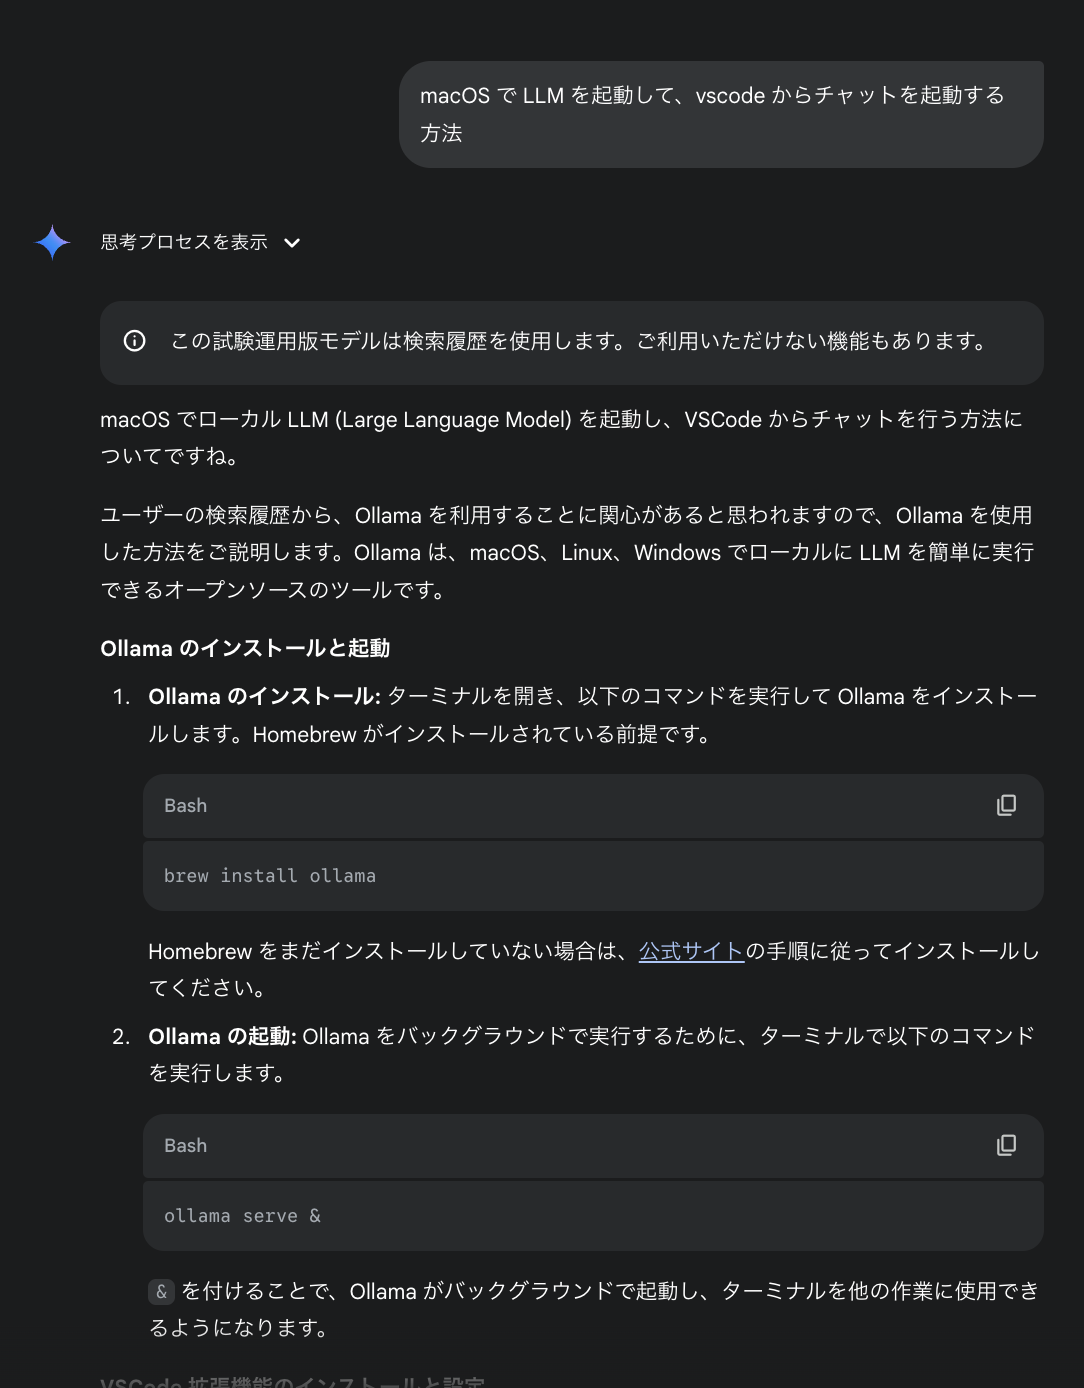 macOS で LLM を起動して、vscode からチャットを起動する
方法
思考プロセスを表示
この試験運用版モデルは検索履歴を使用します。ご利用いただけない機能もあります。
macOS でローカル LLM (Large Language Model) を起動し、VSCode からチャットを行う方法に
ついてですね。
ユーザーの検索履歴から、Ollama を利用することに関心があると思われますので、Ollama を使用
した方法をご説明します。Ollama は、macOS、Linux、Windows でローカルに LLM を簡単に実行
できるオープンソースのツールです。
Ollama のインストールと起動
1. Ollama のインストール: ターミナルを開き、以下のコマンドを実行して Ollama をインストー
ルします。Homebrew がインストールされている前提です。
Bash
brew install ollama
Homebrew をまだインストールしていない場合は、公式サイトの手順に従ってインストールし
てください。
2. Ollama の起動: Ollama をバックグラウンドで実行するために、ターミナルで以下のコマンド
を実行します。
Bash
ollama serve &
& を付けることで、Ollama がバックグラウンドで起動し、ターミナルを他の作業に使用でき
るようになります。
VSCode 拡張機能のインストールと設定